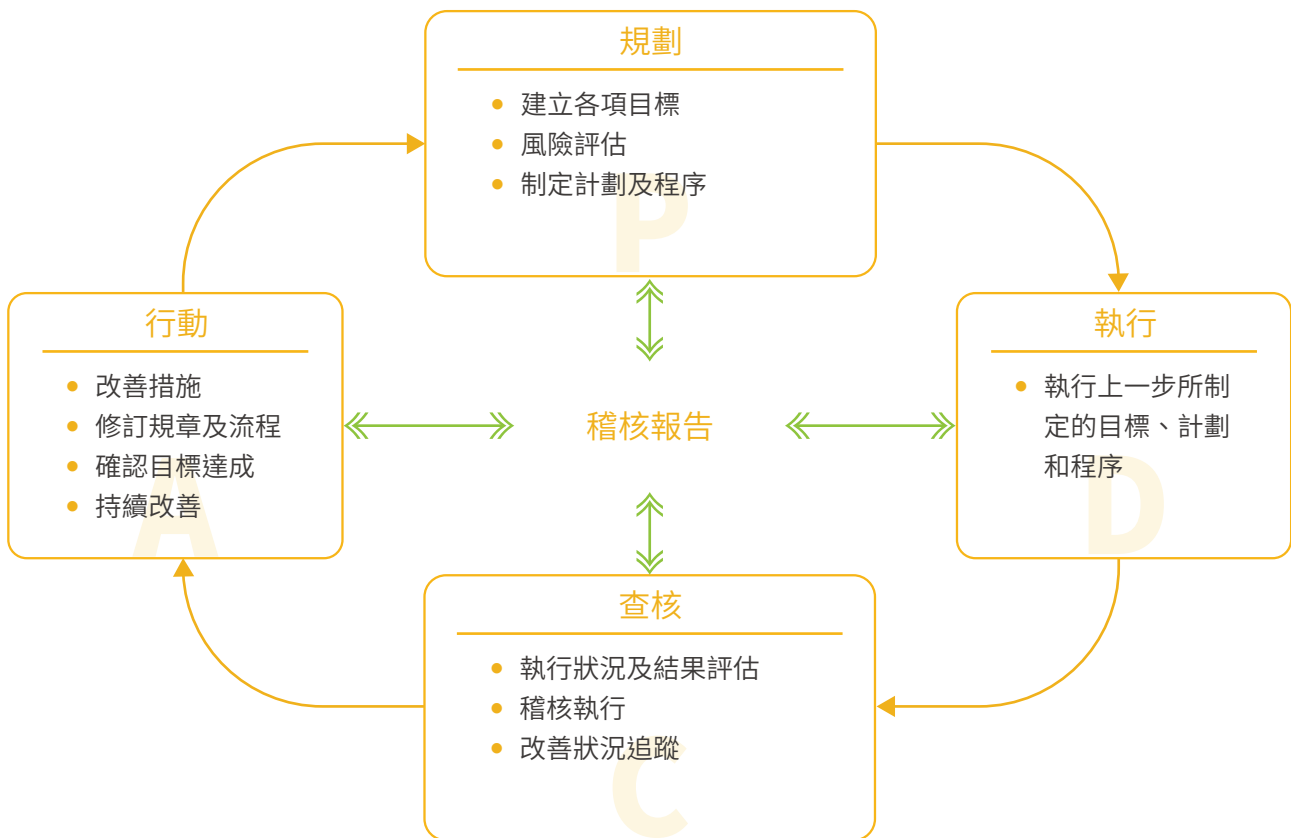 規劃
建立各項目標
風險評估
制定計劃及程序
P
行動
改善措施
修訂規章及流程
確認目標達成
持續改善
A
稽核報告
執行
執行上一步所制
定的目標、計劃
和程序
D
查核
執行狀況及結果評估
稽核執行
改善狀況追蹤
C